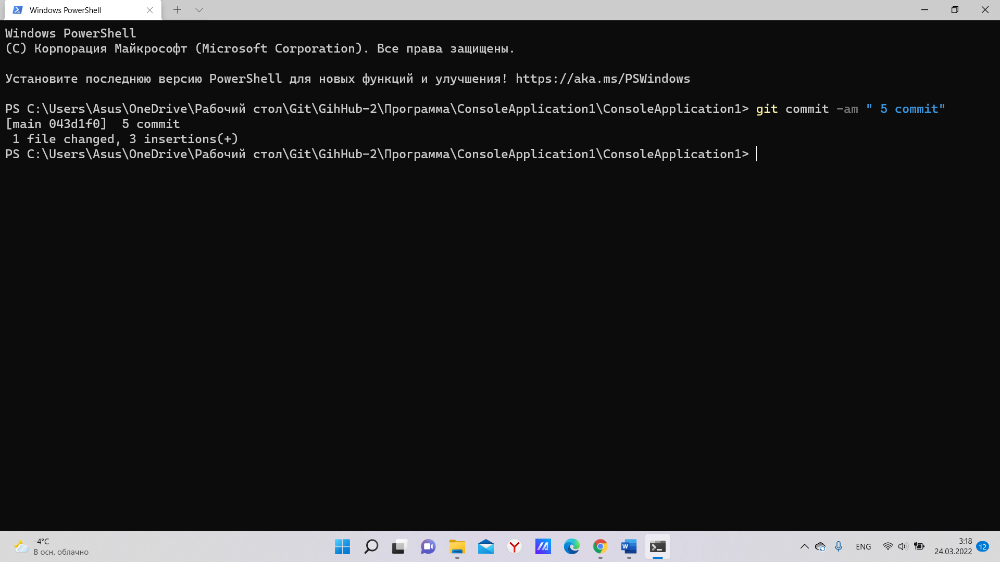 Windows PowerShell
Windows PowerShell
(C) Корпорация Майкрософт (Microsoft Corporation). Все права защищены.
Установите последнюю версию PowerShell для новых функций и улучшения! https://aka.ms/PSWindows
PS C:\Users\Asus\OneDrive\Рабочий стол\Git\GihHub-2\Программа\ConsoleApplication1\ConsoleApplication1> git commit -am " 5 commit"
[main 043d1f0]  5 commit
 1 file changed, 3 insertions(+)
PS C:\Users\Asus\OneDrive\Рабочий стол\Git\GihHub-2\Программа\ConsoleApplication1\ConsoleApplication1>
-4°C
В осн. облачно
ENG
3:18
24.03.2022
12